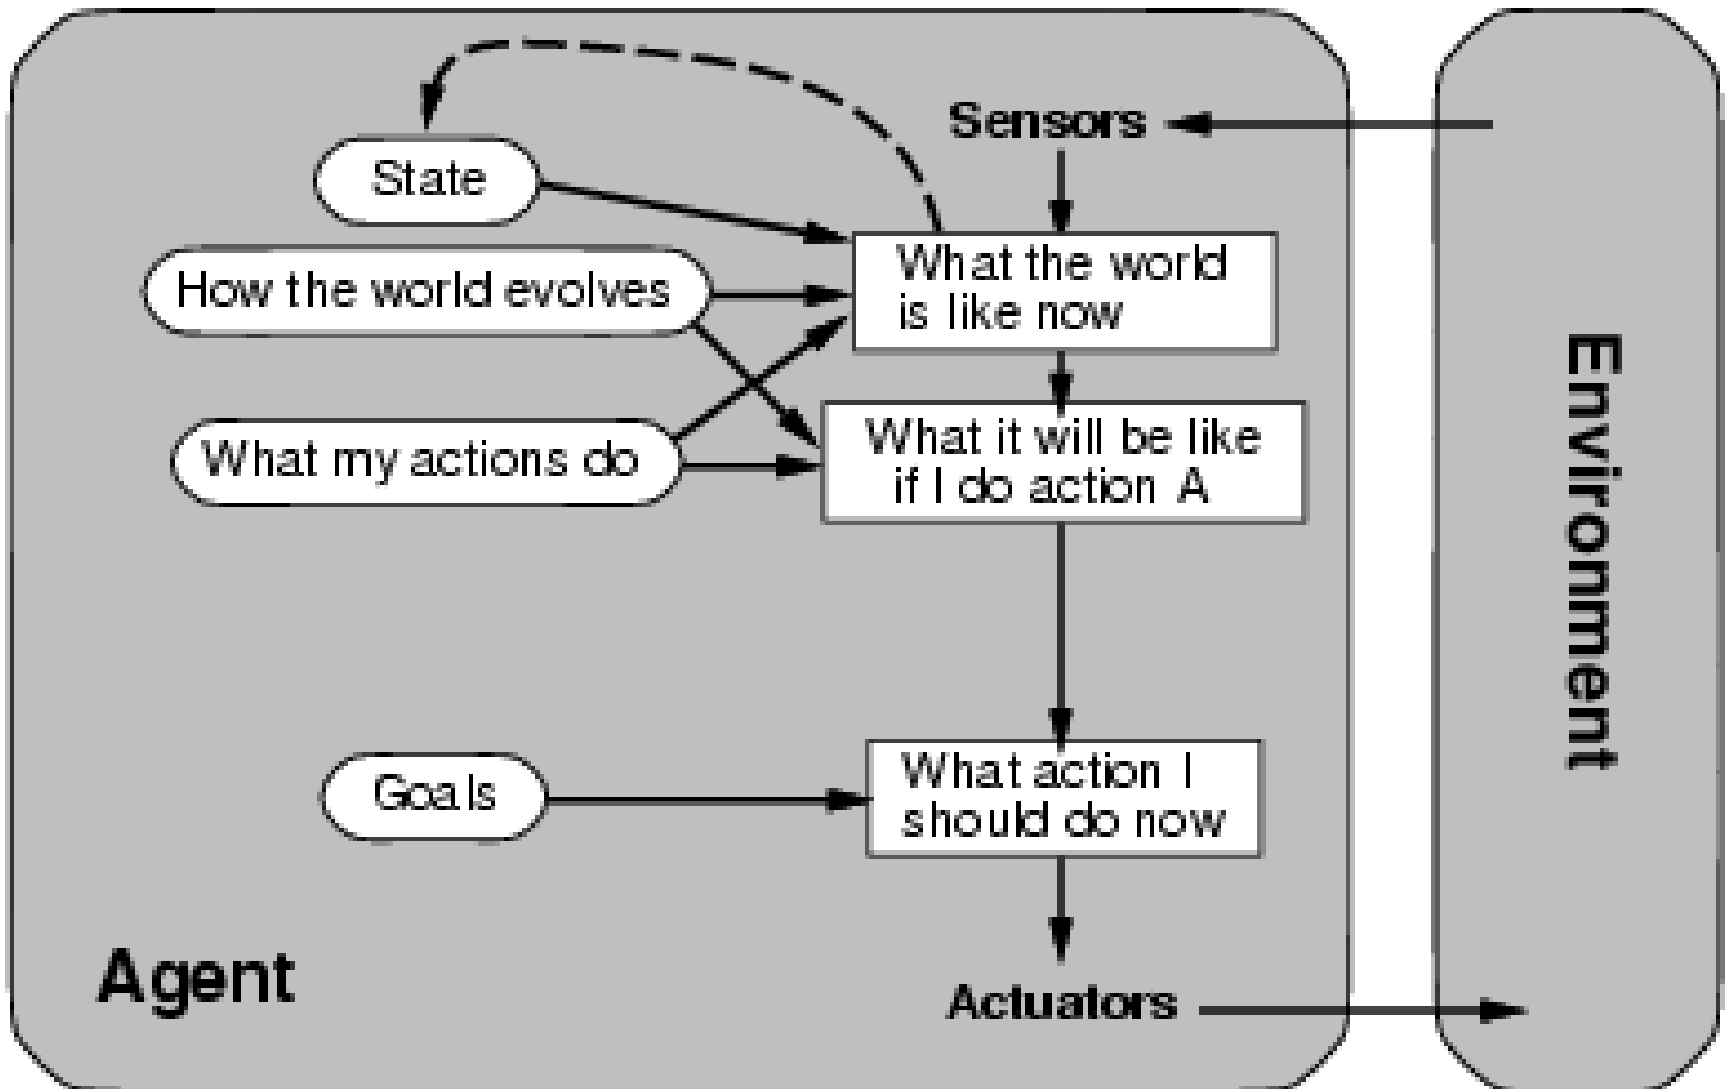 Sensors
State
What the world
is like now
How the world evolves
What my actions do
What it will be like
if I do action A
Goals
What action I
should do now
Agent
Actuators
Environment